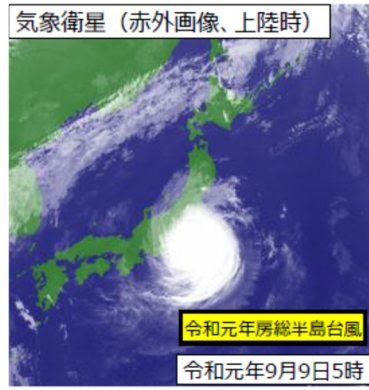 気象衛星（赤外画像、上陸時）
令和元年房総半島台風
令和元年9月9日5時